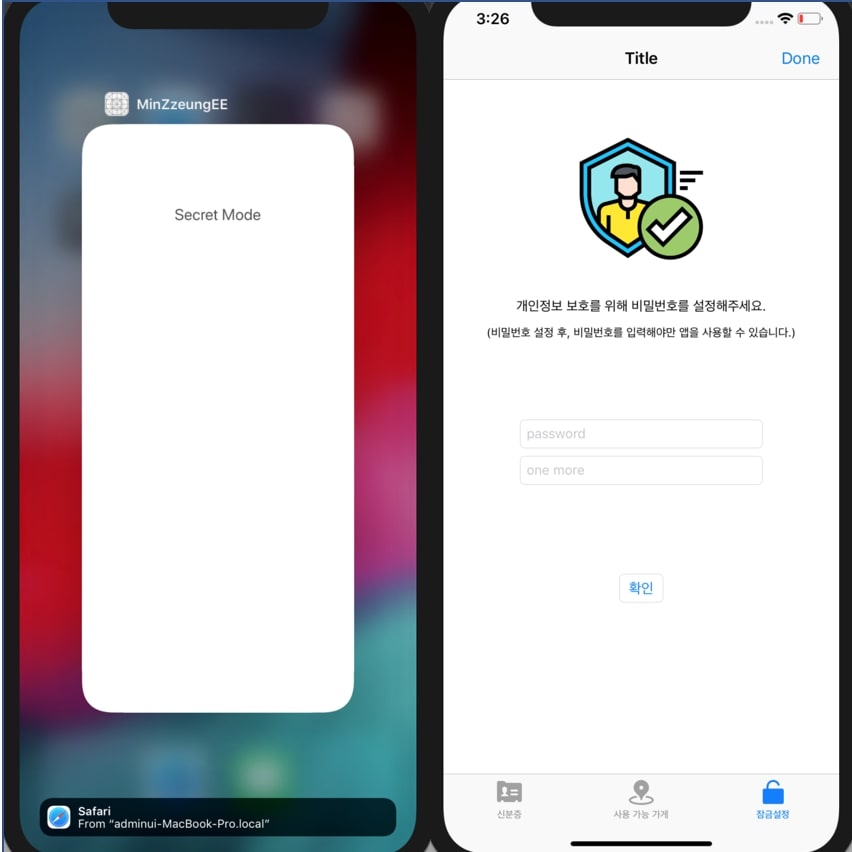 MinZzeungEE
Secret Mode
Safari
From “adminui-MacBook-Pro.local”
3:26
Title
Done
개인정보 보호를 위해 비밀번호를 설정해주세요.
(비밀번호 설정 후, 비밀번호를 입력해야만 앱을 사용할 수 있습니다.)
password
one more
확인
신분증
사용 가능 가게
잠금설정